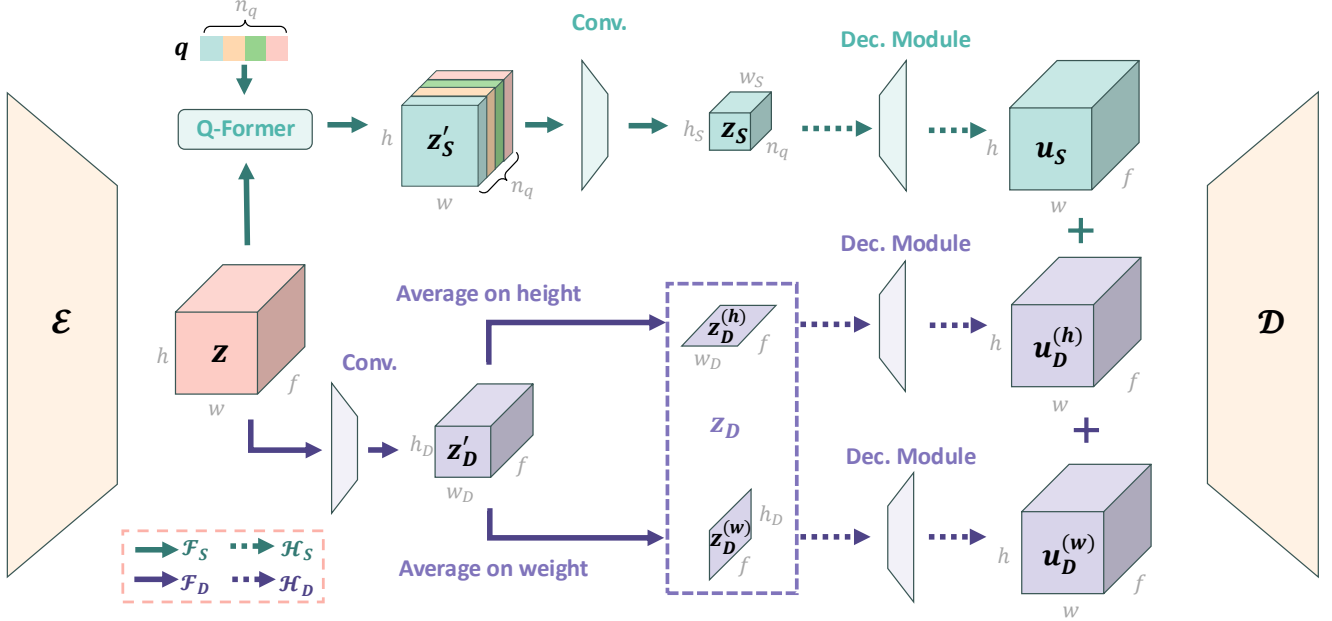 n_q
q
Conv.
Dec. Module
Q-Former
h
z'_S
w
n_q
h_S
w_S
z_S
n_q
h
u_S
w
f
+
ℰ
h
z
w
f
Conv.
Average on height
h_D
z'_D
w_D
f
Average on weight
z_D^(h)
w_D
f
z_D
z_D^(w)
h_D
f
Dec. Module
h
u_D^(h)
w
f
+
Dec. Module
h
u_D^(w)
w
f
𝒟
ℱ_S ℋ_S
ℱ_D ℋ_D